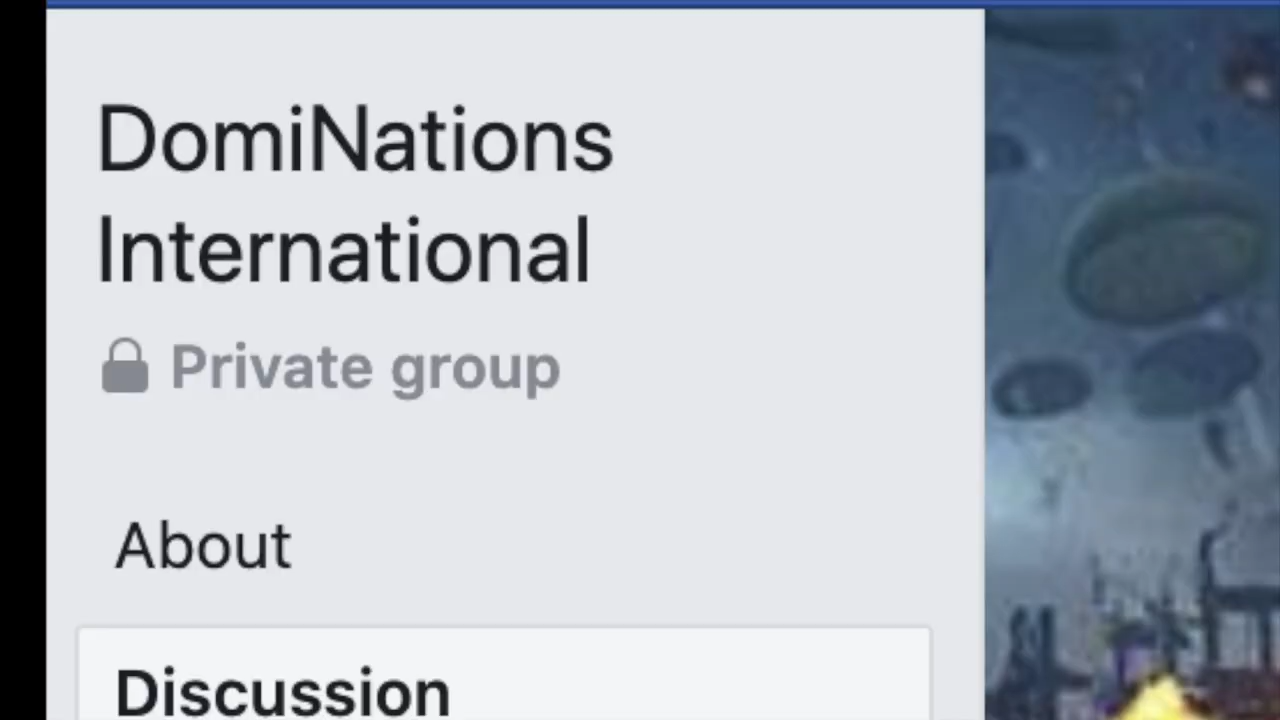 DomiNations
International
Private group
About
Discussion